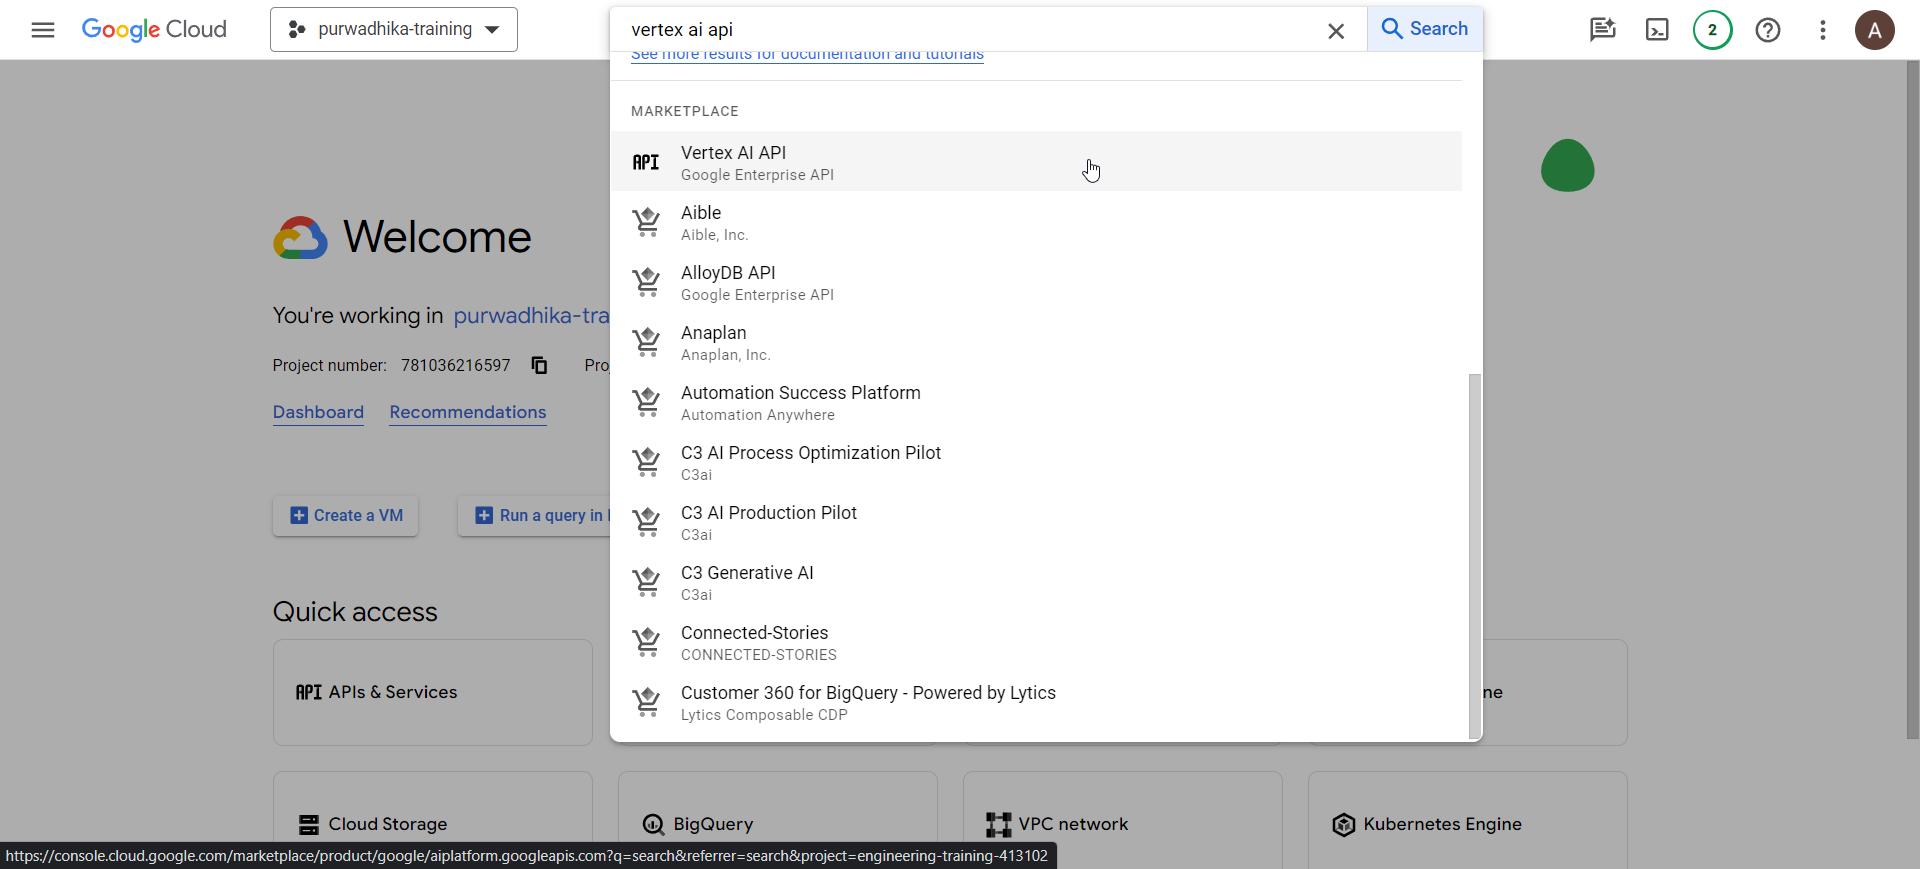 Google Cloud
purwadhika-training
vertex ai api
Search
2
A
See more results for documentation and tutorials
MARKETPLACE
API
Vertex AI API
Google Enterprise API
Aible
Aible, Inc.
AlloyDB API
Google Enterprise API
Anaplan
Anaplan, Inc.
Automation Success Platform
Automation Anywhere
C3 AI Process Optimization Pilot
C3ai
C3 AI Production Pilot
C3ai
C3 Generative AI
C3ai
Connected-Stories
CONNECTED-STORIES
Customer 360 for BigQuery - Powered by Lytics
Lytics Composable CDP
Welcome
You're working in purwadhika-tra
Project number: 781036216597 Pro
Dashboard Recommendations
Create a VM Run a query in
Quick access
API APIs & Services
ne
Cloud Storage
BigQuery
VPC network
Kubernetes Engine
https://console.cloud.google.com/marketplace/product/google/aiplatform.googleapis.com?q=search&referrer=search&project=engineering-training-413102